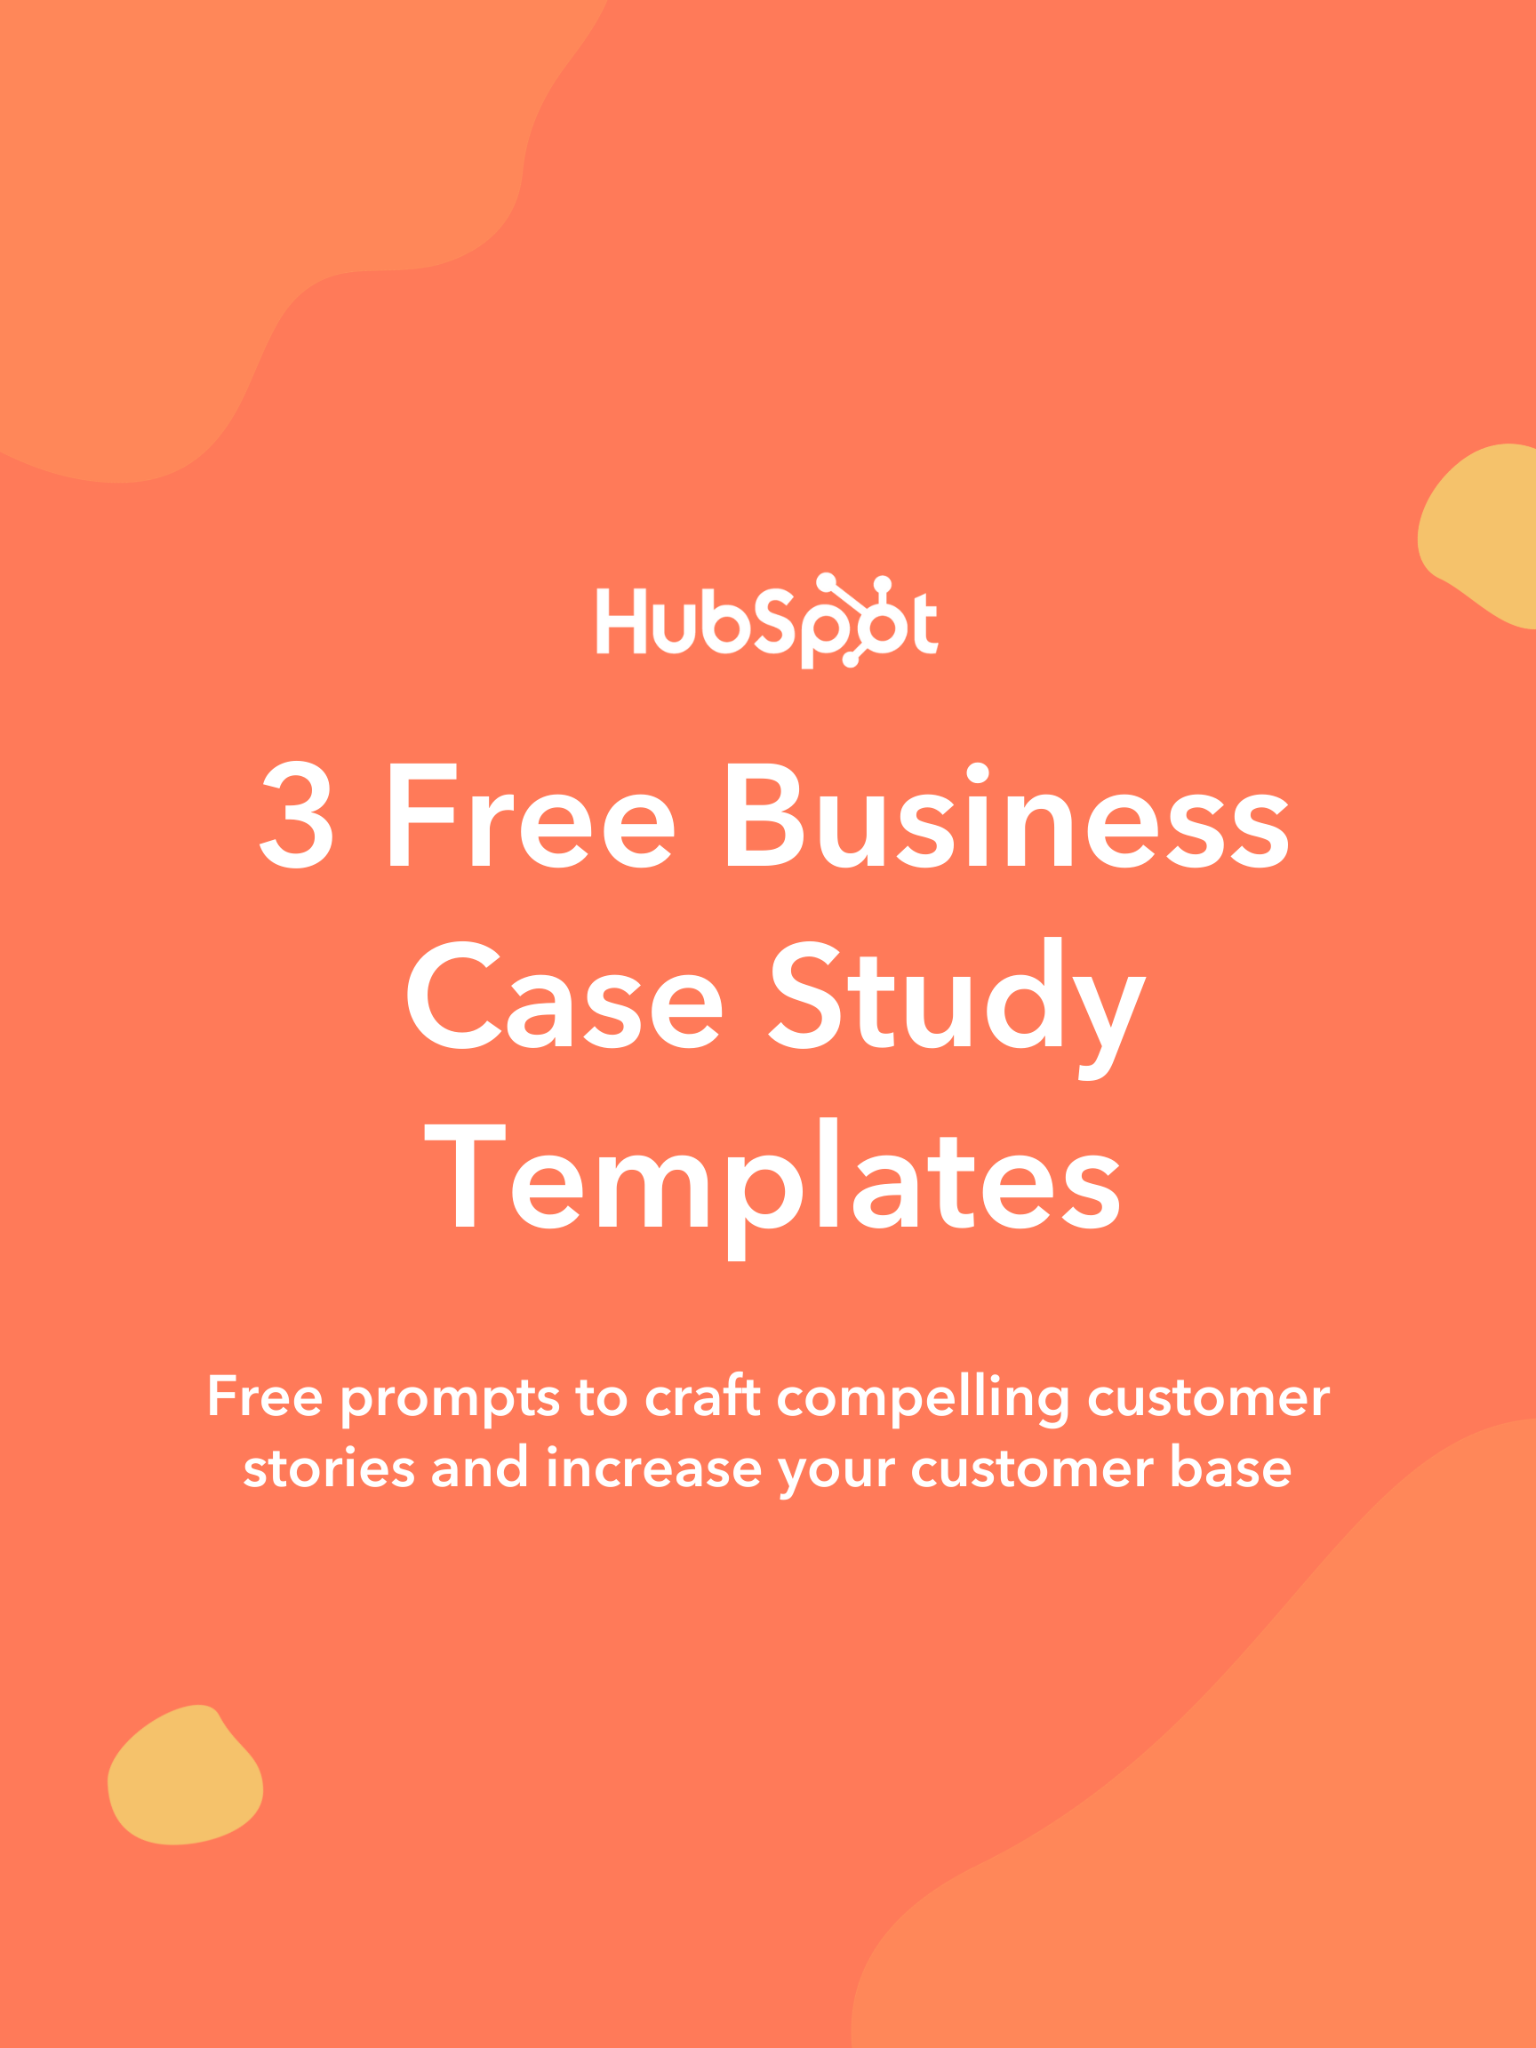 HubSpot
3 Free Business
Case Study
Templates
Free prompts to craft compelling customer
stories and increase your customer base